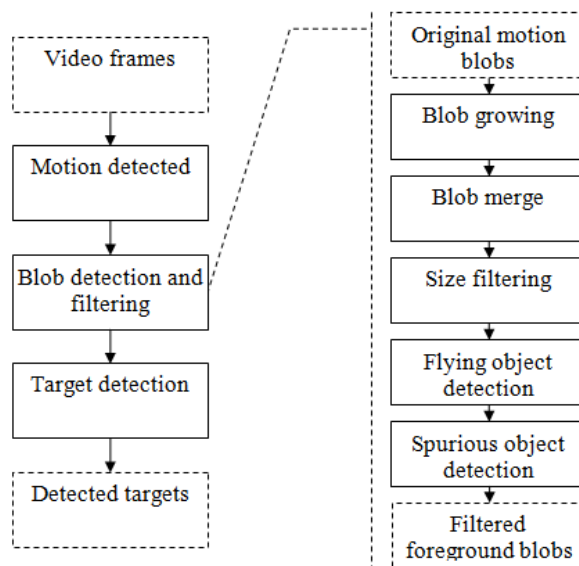 Video frames
Motion detected
Blob detection and
filtering
Target detection
Detected targets
Original motion
blobs
Blob growing
Blob merge
Size filtering
Flying object
detection
Spurious object
detection
Filtered
foreground blobs